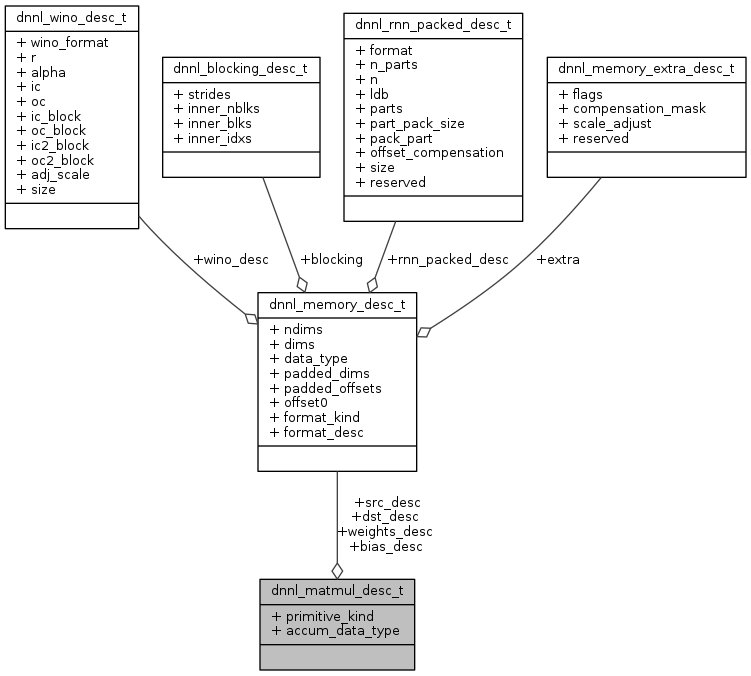 dnnl_wino_desc_t
+ wino_format
+ r
+ alpha
+ ic
+ oc
+ ic_block
+ oc_block
+ ic2_block
+ oc2_block
+ adj_scale
+ size
dnnl_blocking_desc_t
+ strides
+ inner_nblks
+ inner_blks
+ inner_idxs
dnnl_rnn_packed_desc_t
+ format
+ n_parts
+ n
+ ldb
+ parts
+ part_pack_size
+ pack_part
+ offset_compensation
+ size
+ reserved
dnnl_memory_extra_desc_t
+ flags
+ compensation_mask
+ scale_adjust
+ reserved
+wino_desc
+blocking
+rnn_packed_desc
+extra
dnnl_memory_desc_t
+ ndims
+ dims
+ data_type
+ padded_dims
+ padded_offsets
+ offset0
+ format_kind
+ format_desc
+src_desc
+dst_desc
+weights_desc
+bias_desc
dnnl_matmul_desc_t
+ primitive_kind
+ accum_data_type